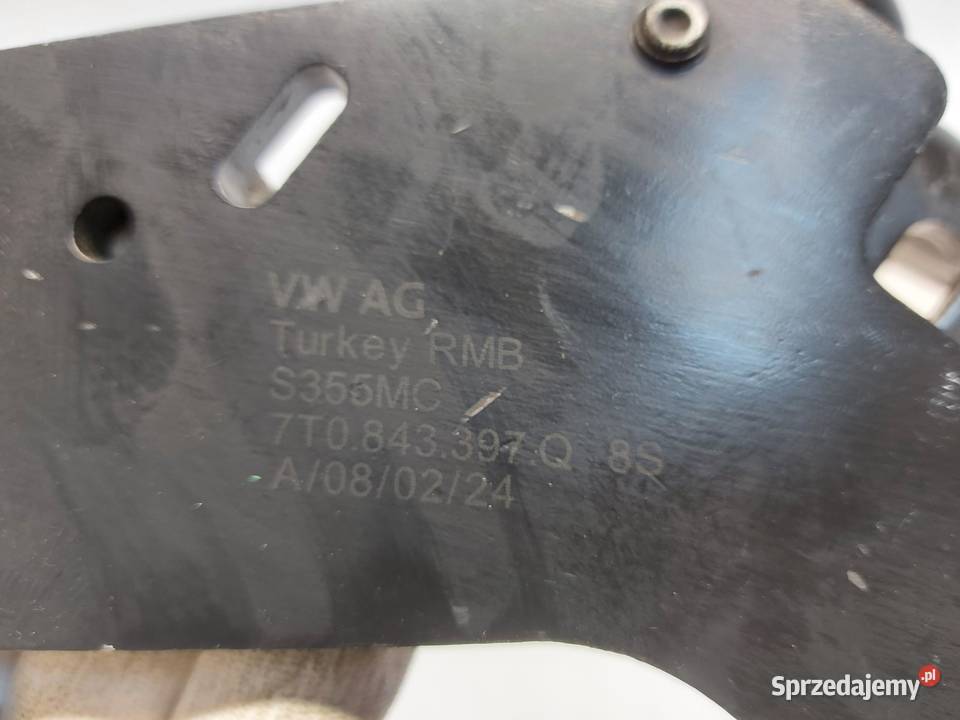 VW AG
Turkey RMB
S355MC
7T0.843.397.Q 8S
A/08/02/24
Sprzedajemy.pl